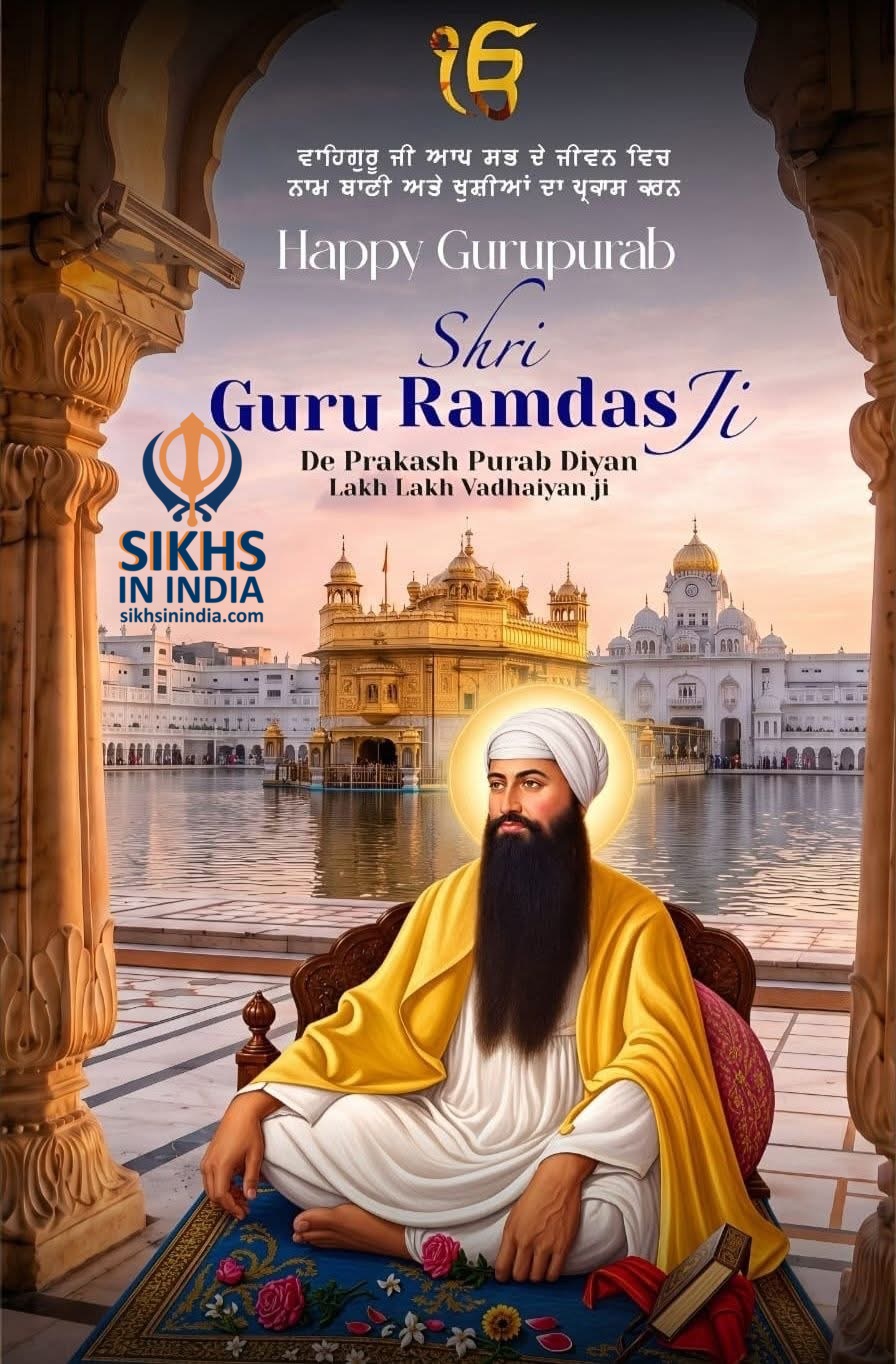 ੴ
ਵਾਹਿਗੁਰੂ ਜੀ ਆਪ ਸਭ ਦੇ ਜੀਵਨ ਵਿਚ
ਨਾਮ ਬਾਣੀ ਅਤੇ ਖੁਸ਼ੀਆਂ ਦਾ ਪ੍ਰਕਾਸ ਕਰਨ
Happy Gurupurab
Shri
Guru Ramdas Ji
De Prakash Purab Diyan
Lakh Lakh Vadhaiyan ji
SIKHS
IN INDIA
sikhsinindia.com